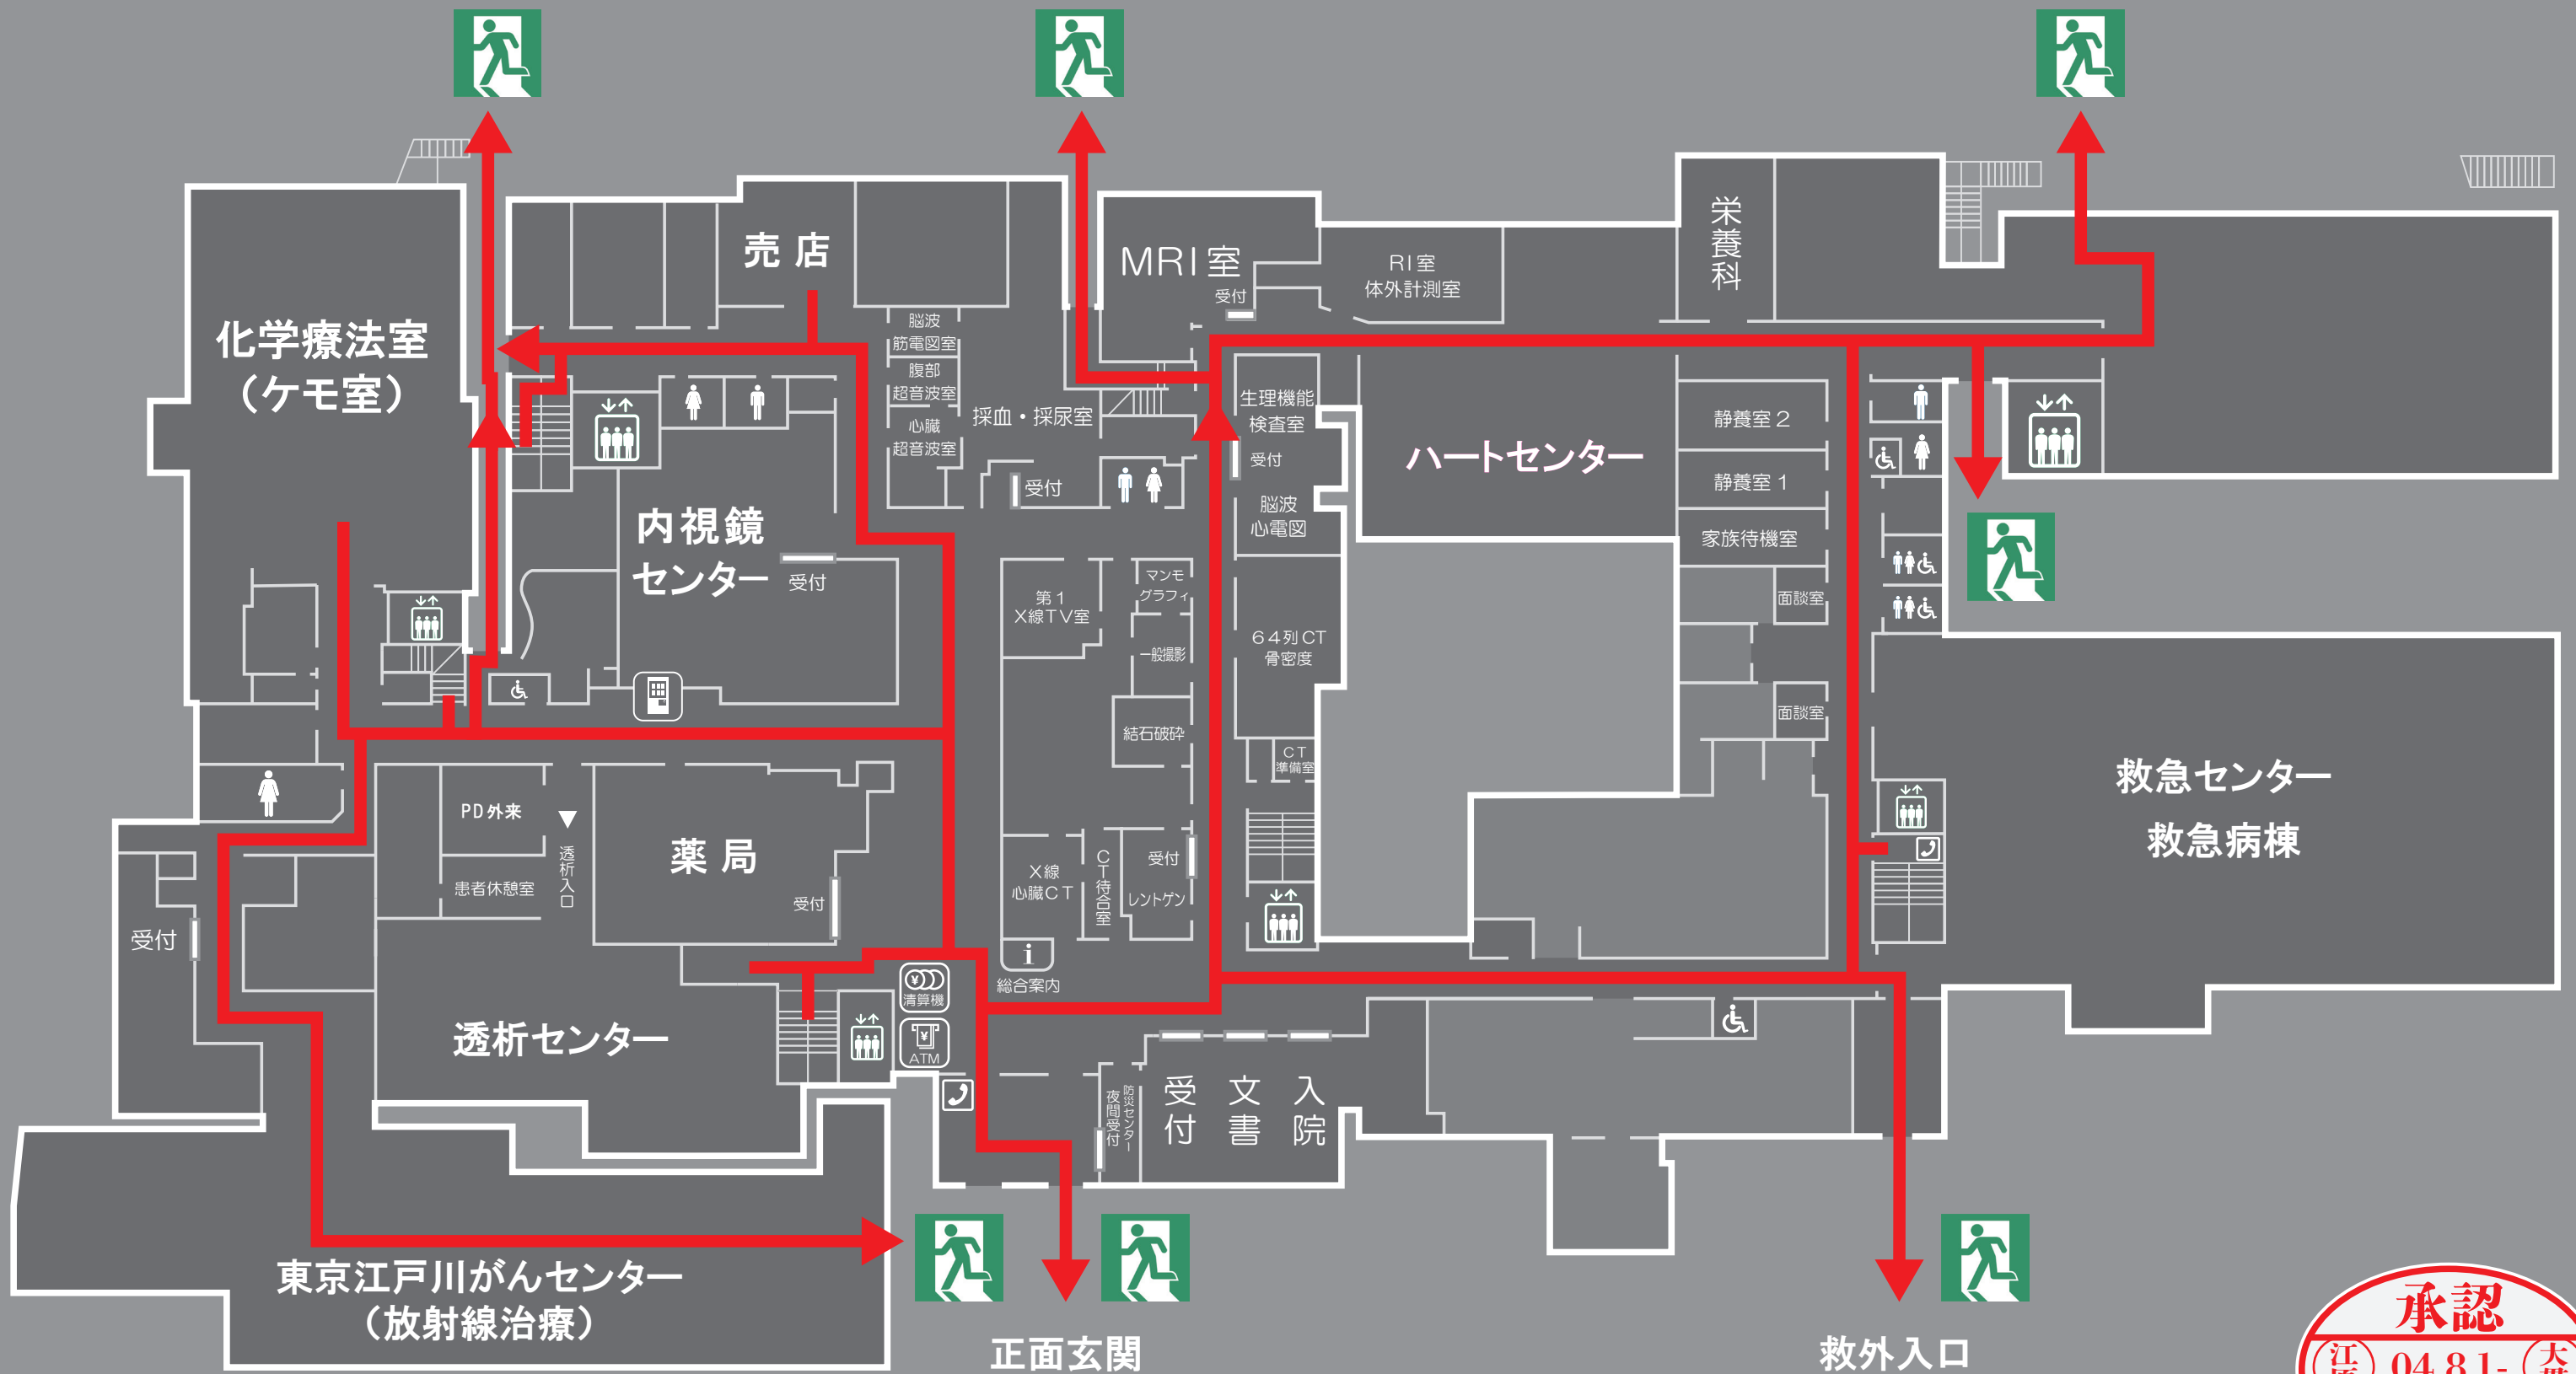 売店
MRI室
受付
RI室
体外計測室
栄養科
化学療法室
（ケモ室）
脳波
筋電図室
腹部
超音波室
心臓
超音波室
採血・採尿室
受付
生理機能
検査室
受付
脳波
心電図
ハートセンター
静養室2
静養室1
家族待機室
内視鏡
センター
受付
第1
X線TV室
マンモ
グラフィ
一般撮影
64列CT
骨密度
面談室
結石破砕
面談室
CT
準備室
救急センター
救急病棟
PD外来
患者休憩室
透析入口
薬局
受付
X線
心臓CT
CT待合室
受付
レントゲン
受付
i
総合案内
清算機
ATM
透析センター
防災センター
夜間受付
受付
文書
入院
東京江戸川がんセンター
（放射線治療）
正面玄関
救外入口
承認
04.8.1-